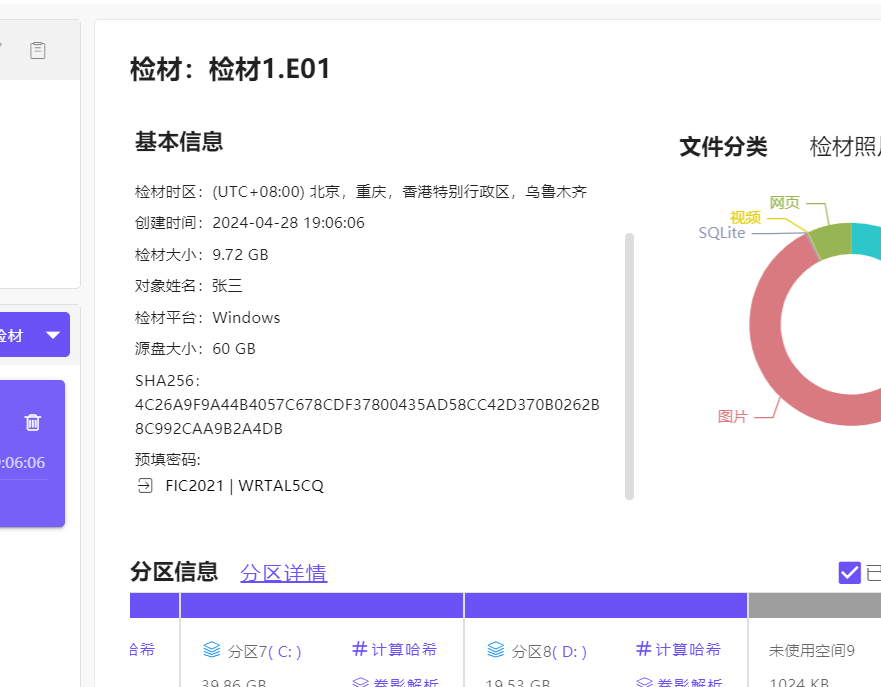 检材：检材1.E01
基本信息
文件分类
检材时区：(UTC+08:00) 北京，重庆，香港特别行政区，乌鲁木齐
创建时间：2024-04-28 19:06:06
检材大小：9.72 GB
对象姓名：张三
检材平台：Windows
源盘大小：60 GB
SHA256:
4C26A9F9A44B4057C678CDF37800435AD58CC42D370B0262B
8C992CAA9B2A4DB
预填密码:
FIC2021 | WRTAL5CQ
网页
视频
SQLite
图片
检材
:06:06
分区信息
分区详情
哈希
分区7( C: )
计算哈希
分区8( D: )
计算哈希
未使用空间9
39.86 GB
卷影解析
19.53 GB
卷影解析
1024 KB